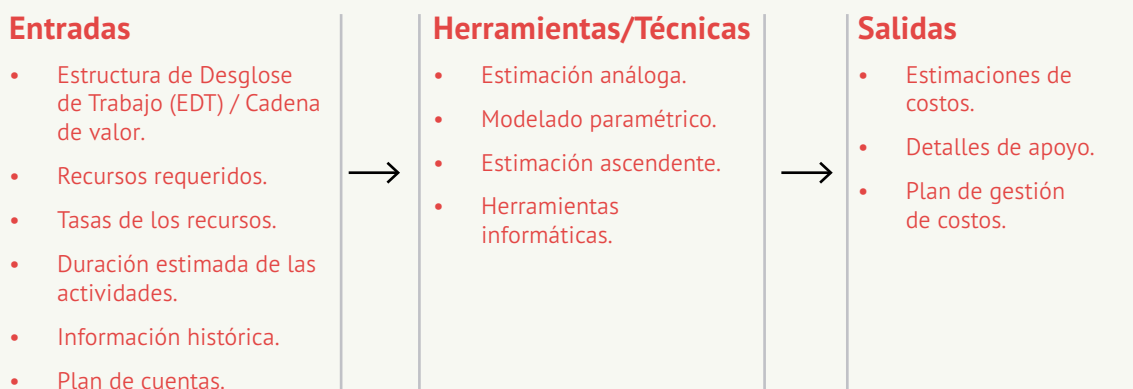 Entradas
• Estructura de Desglose
de Trabajo (EDT) / Cadena
de valor.
• Recursos requeridos.
• Tasas de los recursos.
• Duración estimada de las
actividades.
• Información histórica.
• Plan de cuentas.
Herramientas/Técnicas
• Estimación análoga.
• Modelado paramétrico.
• Estimación ascendente.
• Herramientas
informáticas.
Salidas
• Estimaciones de
costos.
• Detalles de apoyo.
• Plan de gestión
de costos.